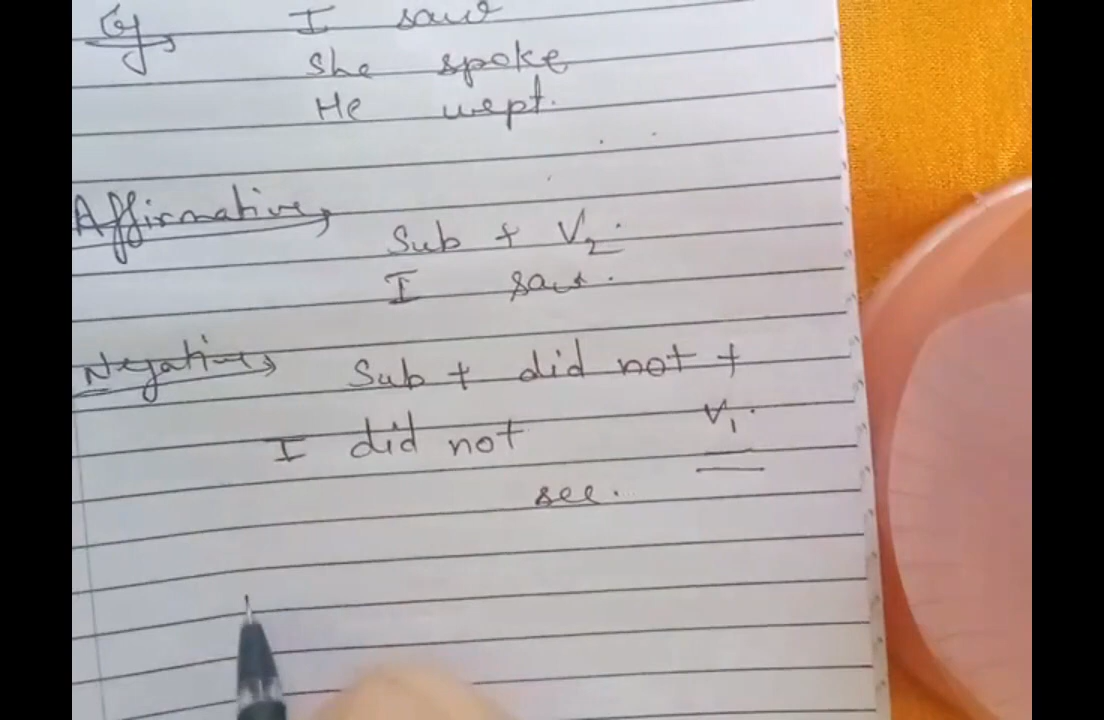 Eg I saw
She spoke
He wept.
Affirmative
Sub + V2.
I saw.
Negative Sub + did not +
V1.
I did not
see.